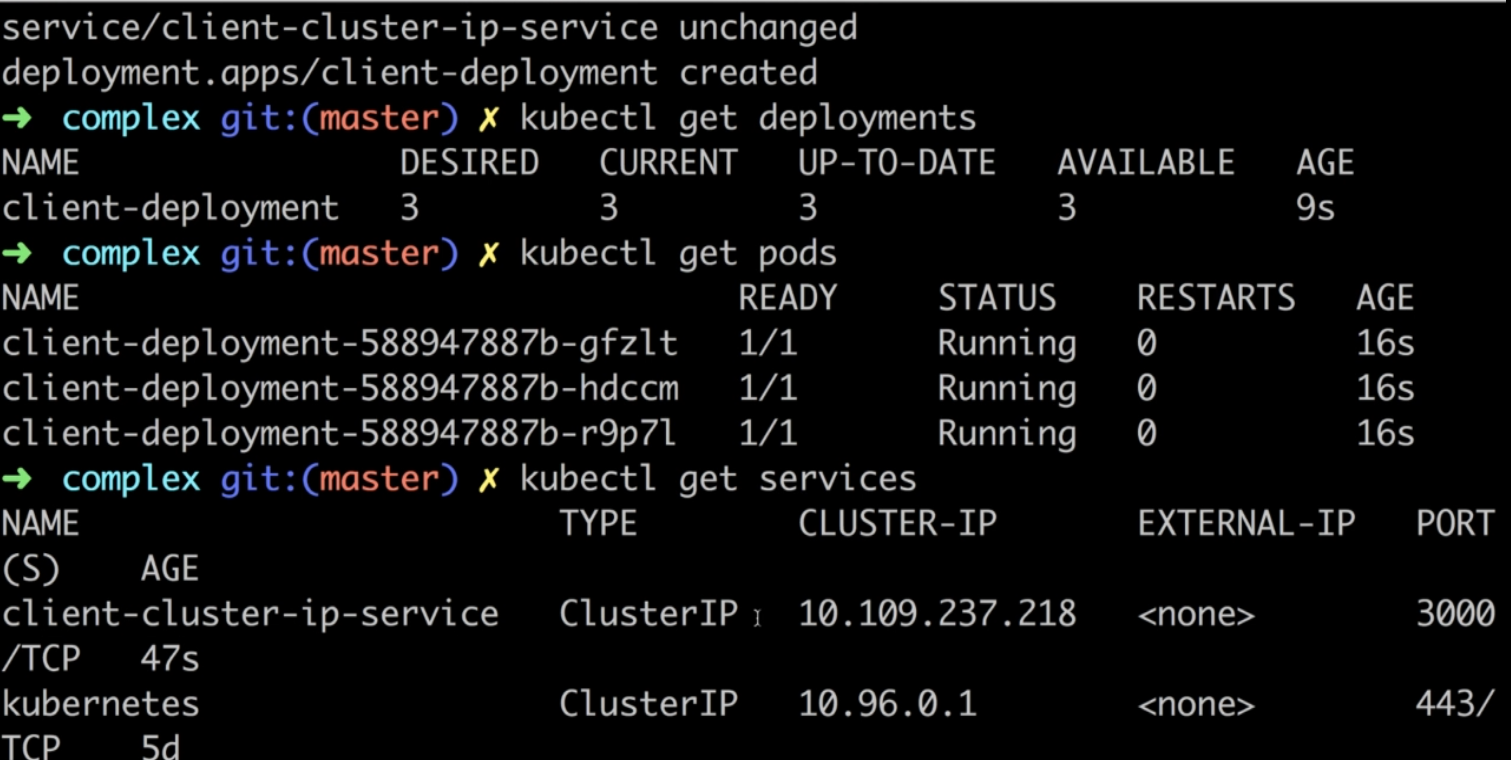 service/client-cluster-ip-service unchanged
deployment.apps/client-deployment created
➜  complex git:(master) ✗ kubectl get deployments
NAME                DESIRED   CURRENT   UP-TO-DATE   AVAILABLE   AGE
client-deployment   3         3         3            3           9s
➜  complex git:(master) ✗ kubectl get pods
NAME                                 READY     STATUS    RESTARTS   AGE
client-deployment-588947887b-gfzlt   1/1       Running   0          16s
client-deployment-588947887b-hdccm   1/1       Running   0          16s
client-deployment-588947887b-r9p7l   1/1       Running   0          16s
➜  complex git:(master) ✗ kubectl get services
NAME                        TYPE        CLUSTER-IP       EXTERNAL-IP   PORT
(S)    AGE
client-cluster-ip-service   ClusterIP   10.109.237.218   <none>        3000
/TCP   47s
kubernetes                  ClusterIP   10.96.0.1        <none>        443/
TCP    5d